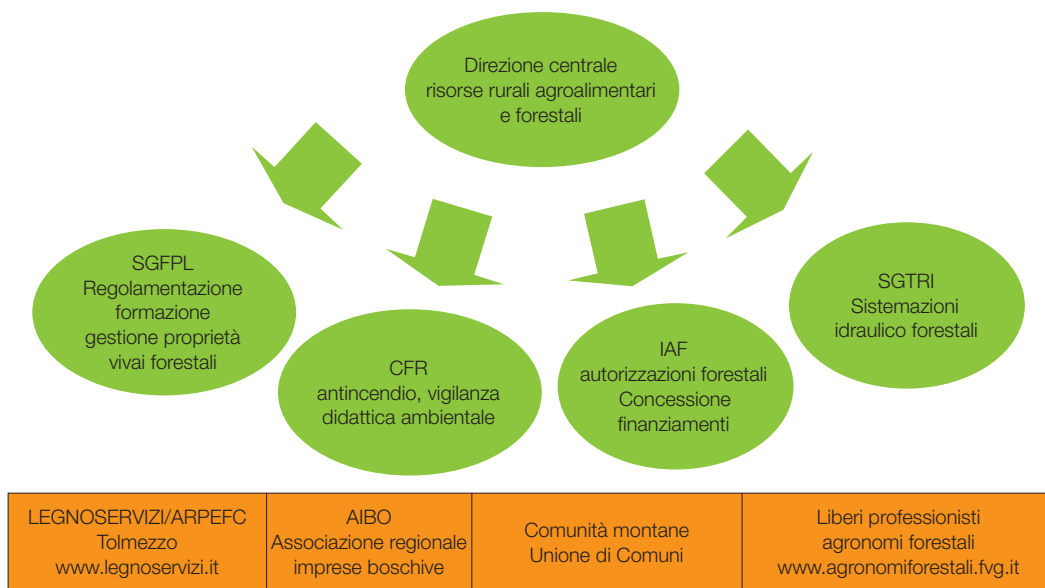 Direzione centrale
risorse rurali agroalimentari
e forestali
SGFPL
Regolamentazione
formazione
gestione proprietà
vivai forestali
CFR
antincendio, vigilanza
didattica ambientale
IAF
autorizzazioni forestali
Concessione
finanziamenti
SGTRI
Sistemazioni
idraulico forestali
LEGNOSERVIZI/ARPEFC
Tolmezzo
www.legnoservizi.it
AIBO
Associazione regionale
imprese boschive
Comunità montane
Unione di Comuni
Liberi professionisti
agronomi forestali
www.agronomiforestali.fvg.it